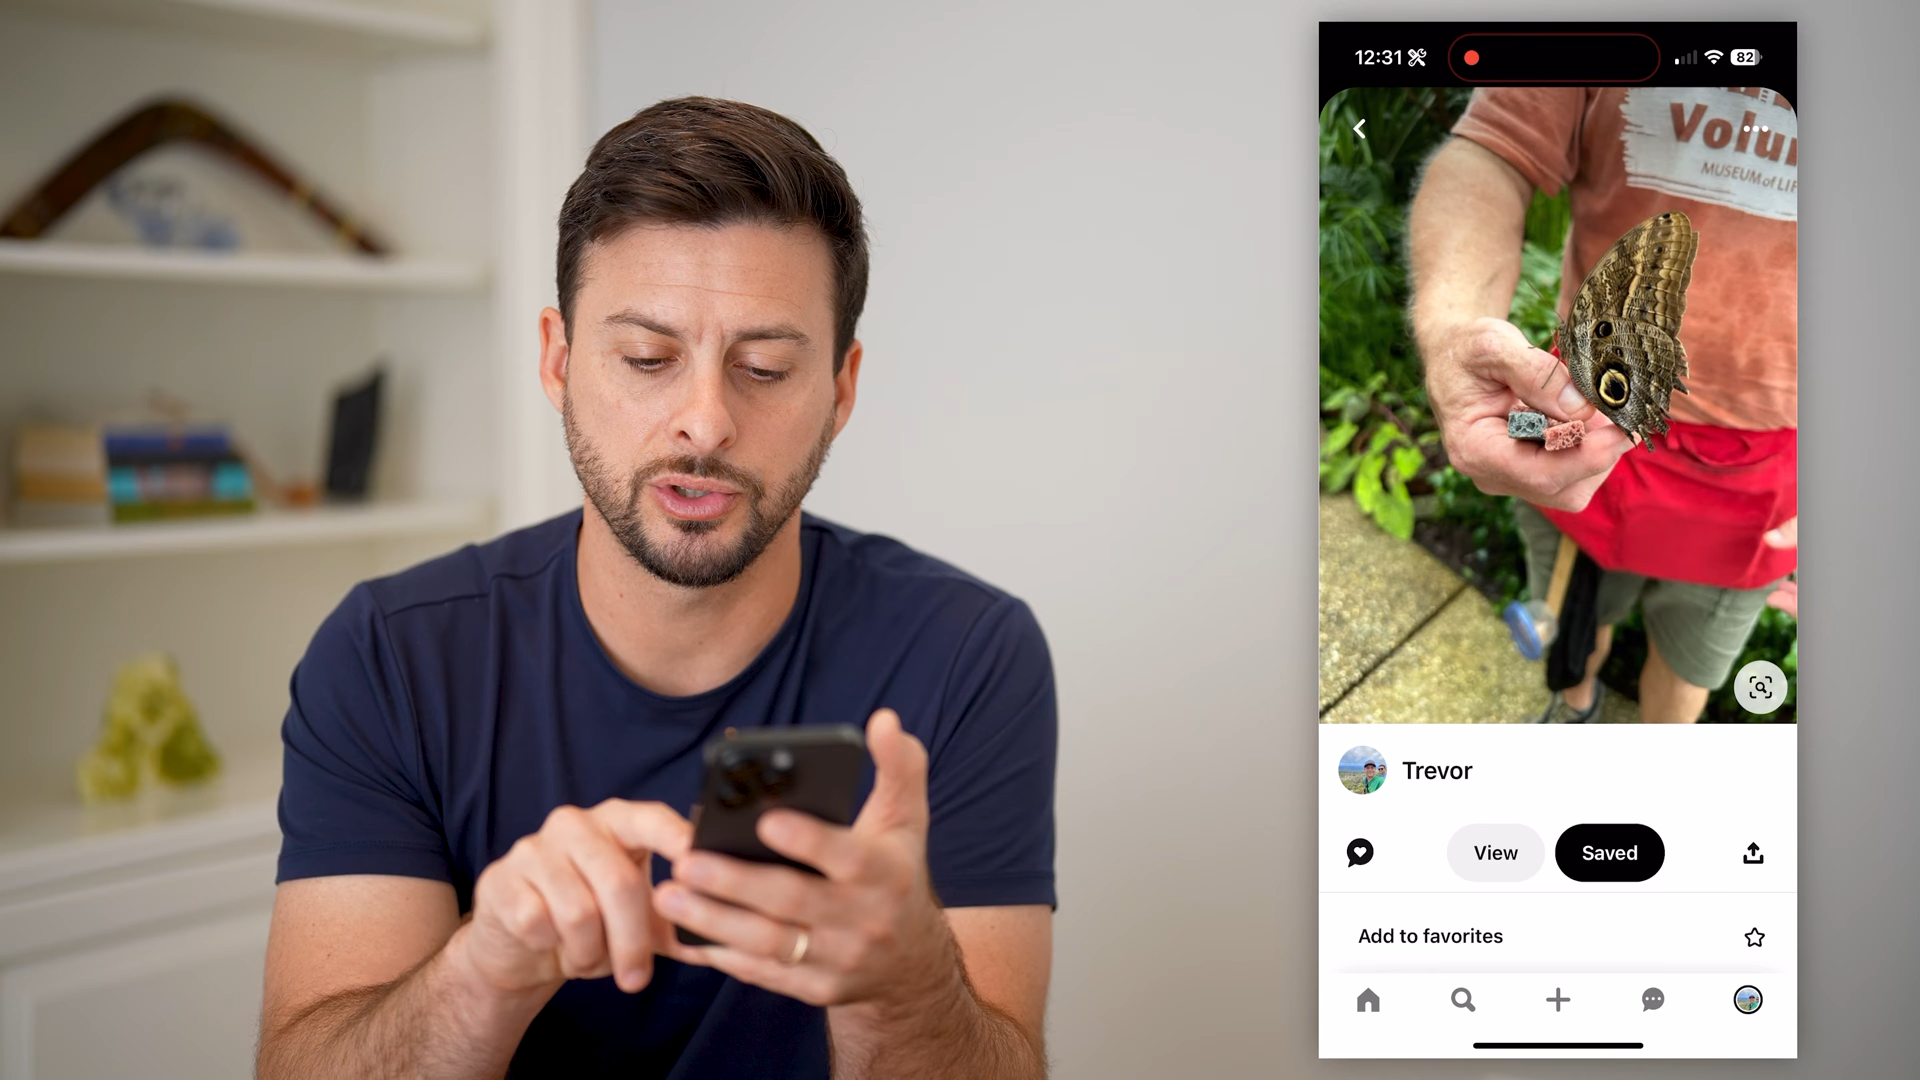 12:31
82
Volu
MUSEUM of LIF
Trevor
View
Saved
Add to favorites